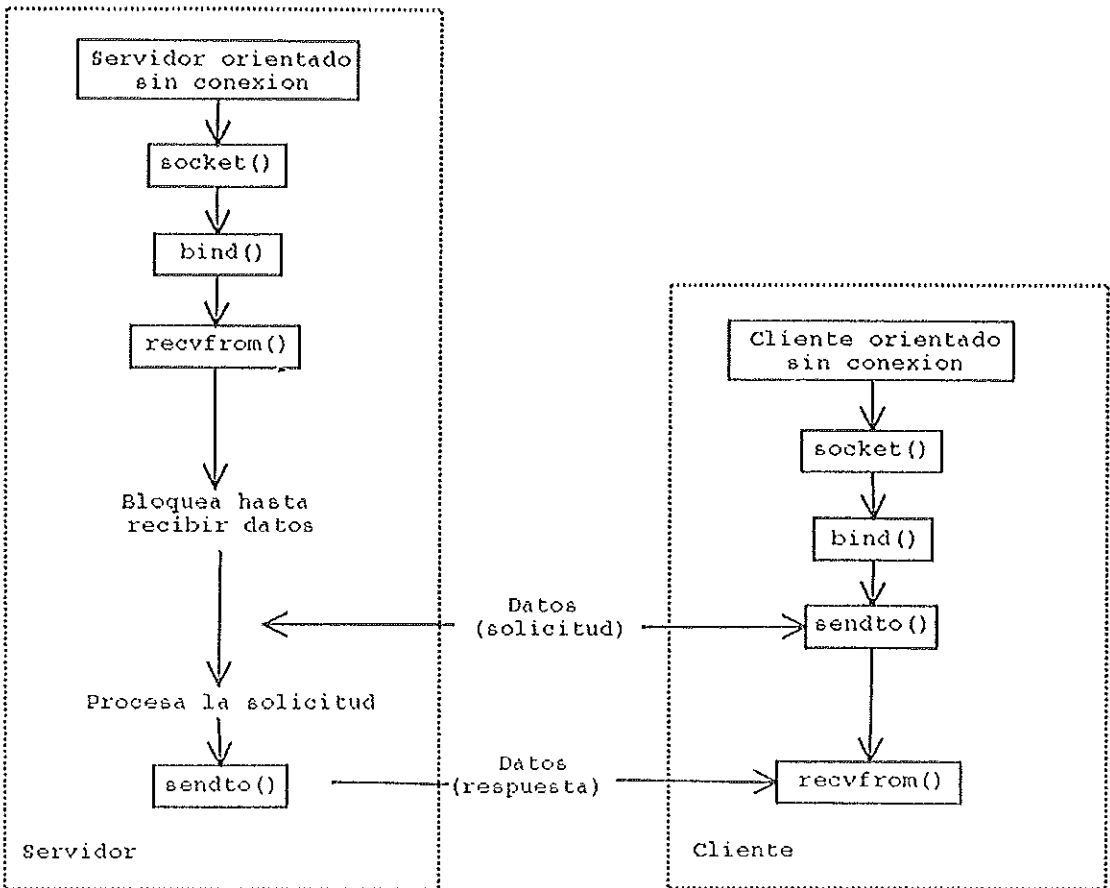 Servidor orientado
sin conexion
socket()
bind()
recvfrom()
Bloquea hasta
recibir datos
Procesa la solicitud
sendto()
Servidor
Datos
(solicitud)
Datos
(respuesta)
Cliente orientado
sin conexion
socket()
bind()
sendto()
recvfrom()
Cliente